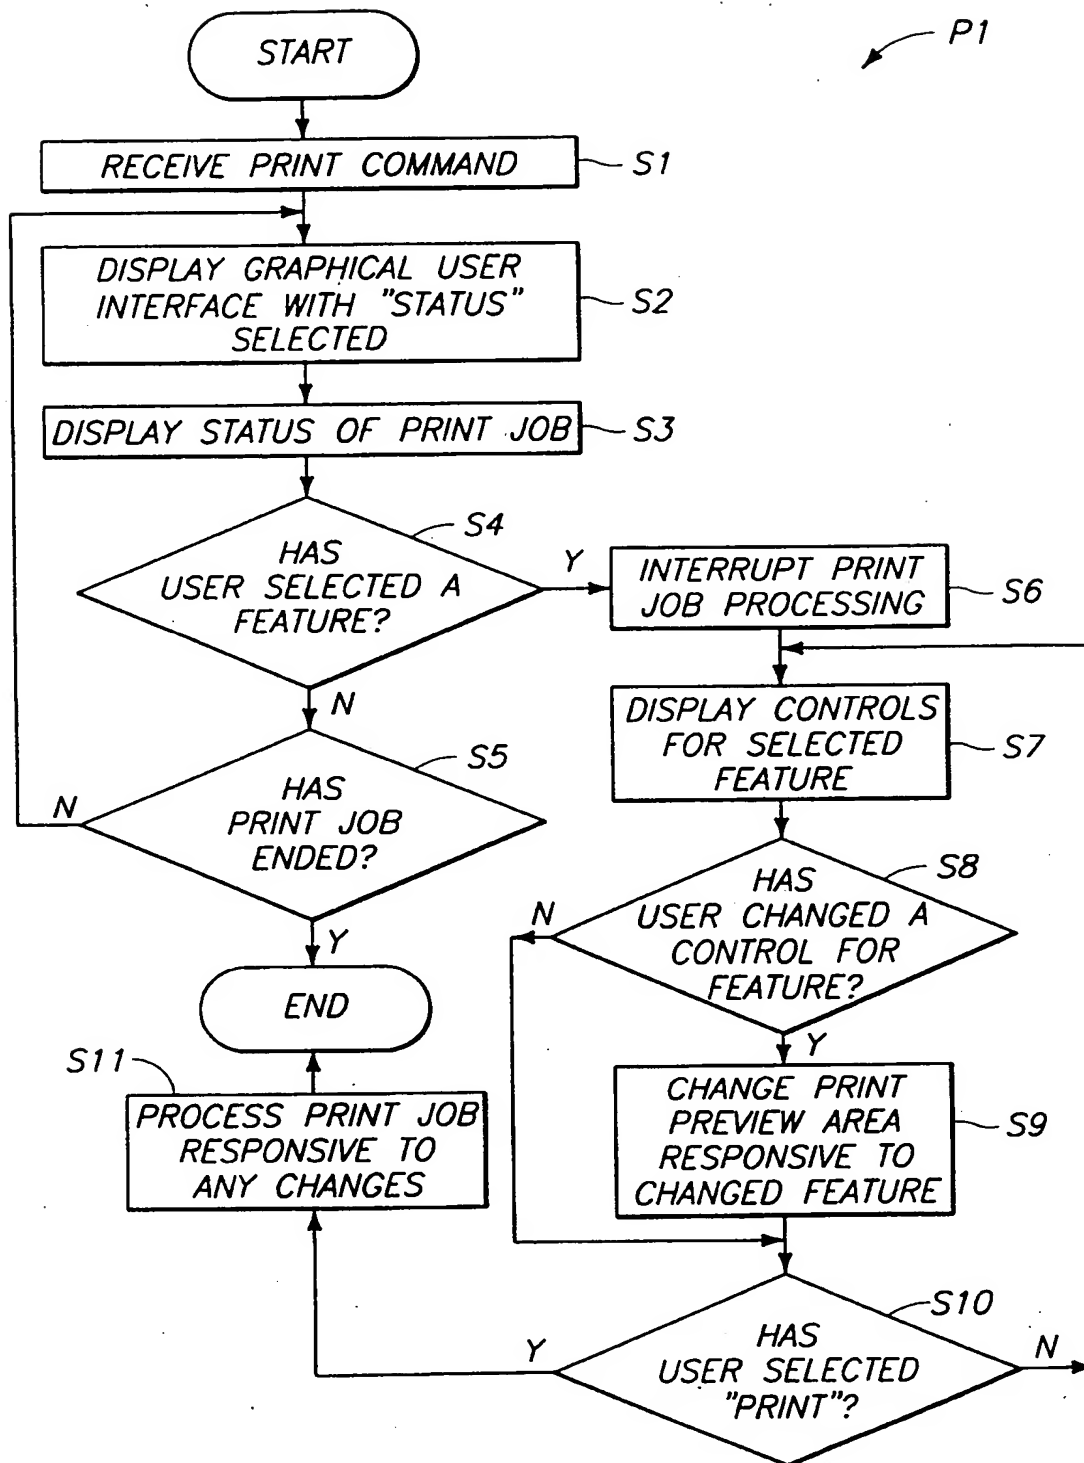 P1
START
RECEIVE PRINT COMMAND
S1
DISPLAY GRAPHICAL USER
INTERFACE WITH "STATUS"
SELECTED
S2
DISPLAY STATUS OF PRINT JOB
S3
S4
HAS
USER SELECTED A
FEATURE?
Y
N
INTERRUPT PRINT
JOB PROCESSING
S6
DISPLAY CONTROLS
FOR SELECTED
FEATURE
S7
S5
HAS
PRINT JOB
ENDED?
N
Y
END
S8
HAS
USER CHANGED A
CONTROL FOR
FEATURE?
N
Y
CHANGE PRINT
PREVIEW AREA
RESPONSIVE TO
CHANGED FEATURE
S9
S11
PROCESS PRINT JOB
RESPONSIVE TO
ANY CHANGES
S10
HAS
USER SELECTED
"PRINT"?
Y
N